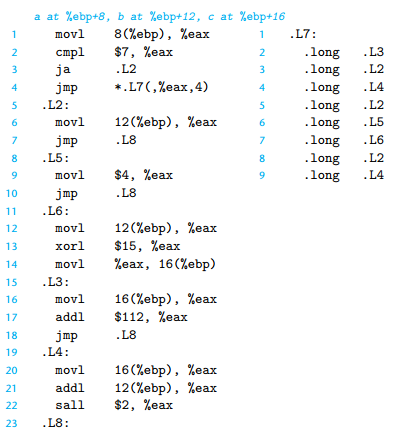 a at %ebp+8, b at %ebp+12, c at %ebp+16
1 movl 8(%ebp), %eax
2 cmpl $7, %eax
3 ja .L2
4 jmp *.L7(,%eax,4)
5 .L2:
6 movl 12(%ebp), %eax
7 jmp .L8
8 .L5:
9 movl $4, %eax
10 jmp .L8
11 .L6:
12 movl 12(%ebp), %eax
13 xorl $15, %eax
14 movl %eax, 16(%ebp)
15 .L3:
16 movl 16(%ebp), %eax
17 addl $112, %eax
18 jmp .L8
19 .L4:
20 movl 16(%ebp), %eax
21 addl 12(%ebp), %eax
22 sall $2, %eax
23 .L8:
1 .L7:
2 .long .L3
3 .long .L2
4 .long .L4
5 .long .L2
6 .long .L5
7 .long .L6
8 .long .L2
9 .long .L4